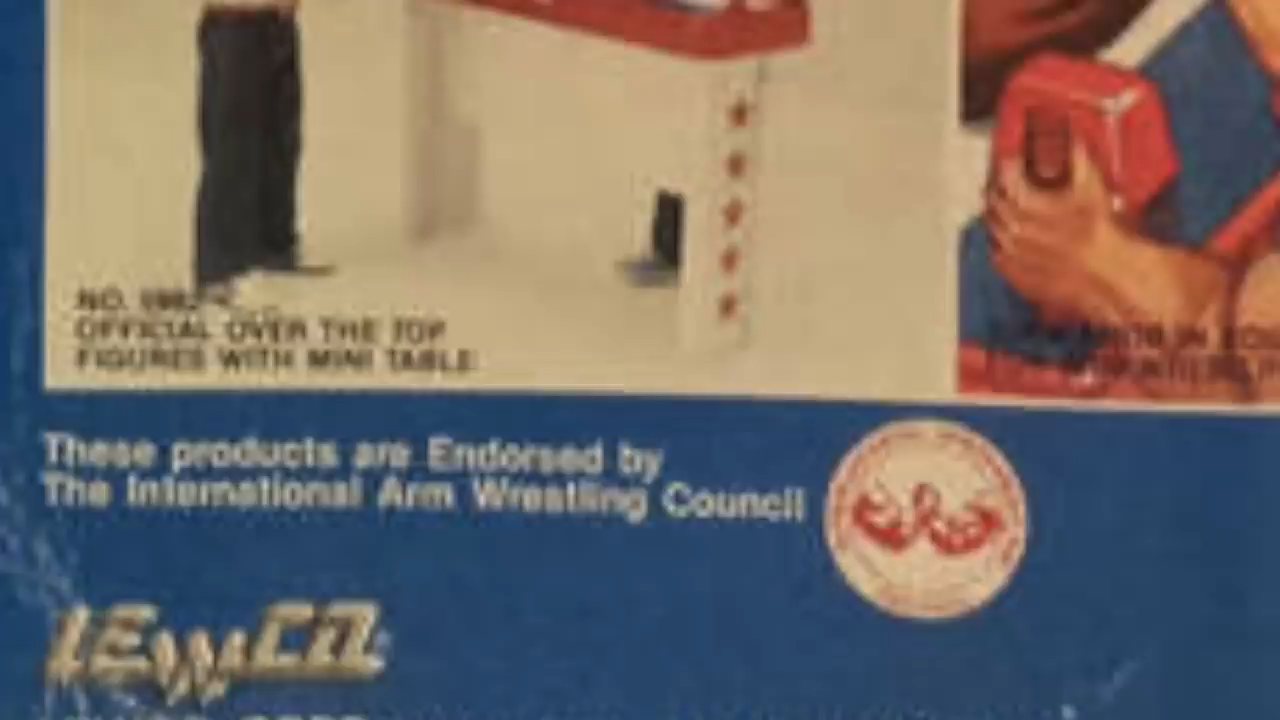 NO.
OFFICIAL OVER THE TOP
FIGURES WITH MINI TABLE
These products are Endorsed by
The International Arm Wrestling Council
LEWCO